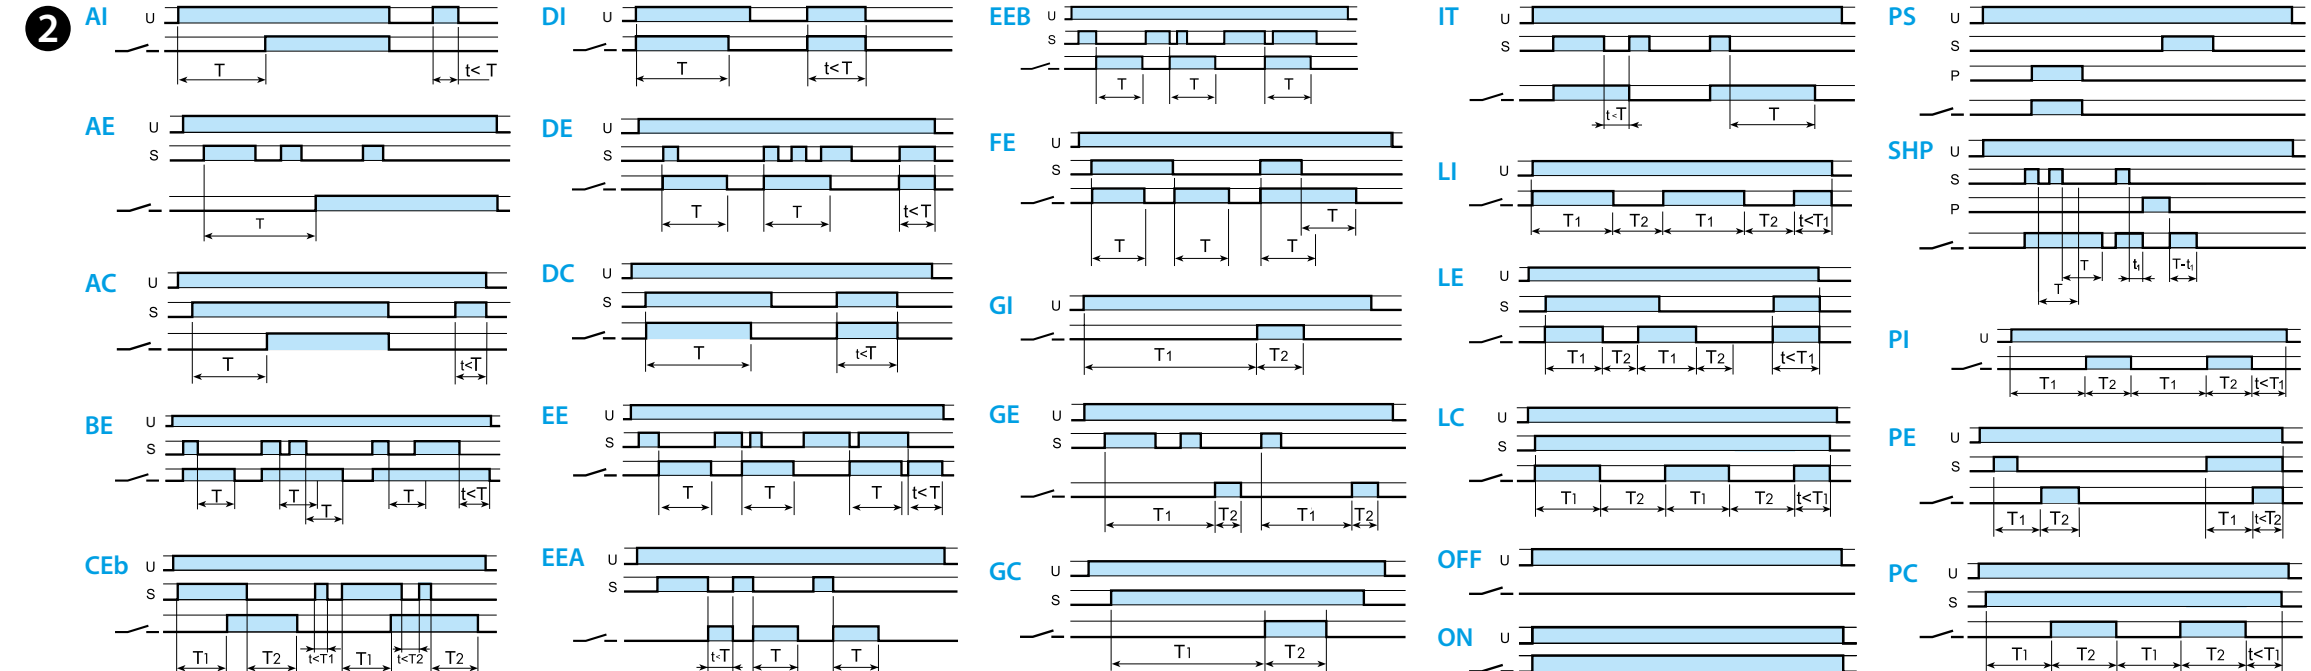 2
AI
U
T
t< T
AE
U
S
T
AC
U
S
T
t<T
BE
U
S
T
T
T
T
t<T
CEb
U
S
T1
T2
t<T1
T1
t<T2
T2
DI
U
T
t<T
DE
U
S
T
T
t<T
DC
U
S
T
t<T
EE
U
S
T
T
T
t<T
EEA
U
S
t<T
T
T
EEB
U
S
T
T
T
FE
U
S
T
T
T
T
GI
U
T1
T2
GE
U
S
T1
T2
T1
T2
GC
U
S
T1
T2
IT
U
S
t<T
T
LI
U
T1
T2
T1
T2
t<T1
LE
U
S
T1
T2
T1
T2
t<T1
LC
U
S
T1
T2
T1
T2
t<T1
OFF
U
ON
U
PS
U
S
P
SHP
U
S
P
T
t1
T-t1
T
PI
U
T1
T2
T1
T2
t<T1
PE
U
S
T1
T2
T1
t<T2
PC
U
S
T1
T2
T1
T2
t<T1